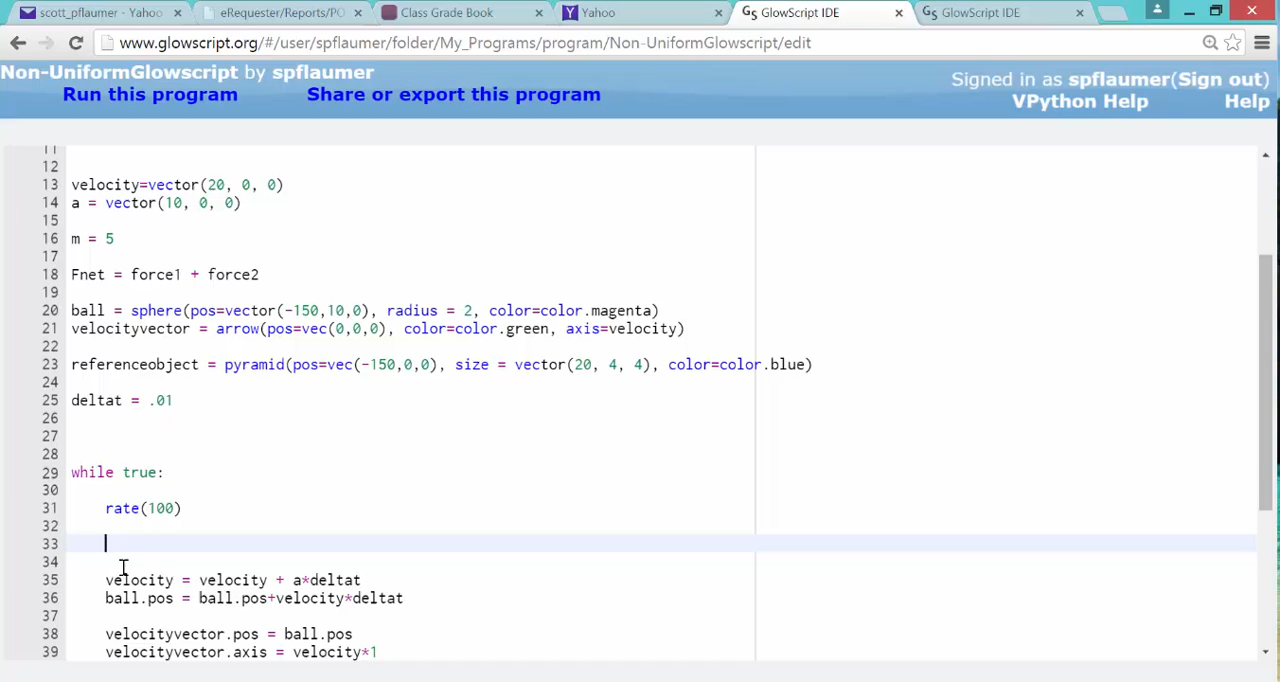 scott_pflaumer - Yahoo
eRequester/Reports/PO
Class Grade Book
Yahoo
GlowScript IDE
GlowScript IDE
www.glowscript.org/#/user/spflaumer/folder/My_Programs/program/Non-UniformGlowscript/edit
Non-UniformGlowscript by spflaumer
Signed in as spflaumer(Sign out)
Run this program
Share or export this program
VPython Help
Help
11
12
13 velocity=vector(20, 0, 0)
14 a = vector(10, 0, 0)
15
16 m = 5
17
18 Fnet = force1 + force2
19
20 ball = sphere(pos=vector(-150,10,0), radius = 2, color=color.magenta)
21 velocityvector = arrow(pos=vec(0,0,0), color=color.green, axis=velocity)
22
23 referenceobject = pyramid(pos=vec(-150,0,0), size = vector(20, 4, 4), color=color.blue)
24
25 deltat = .01
26
27
28
29 while true:
30
31 rate(100)
32
33
34
35 velocity = velocity + a*deltat
36 ball.pos = ball.pos+velocity*deltat
37
38 velocityvector.pos = ball.pos
39 velocityvector.axis = velocity*1